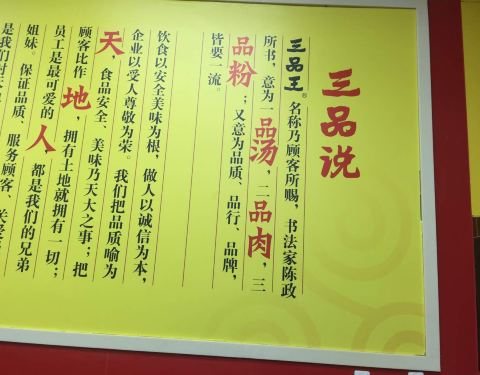 三品说
三品王®名称乃顾客所赐，书法家陈政
所书，意为一品汤，二品肉，三
品粉；又意为品质、品行、品牌，
皆要一流。
饮食以安全美味为根，做人以诚信为本，
企业以受人尊敬为荣。我们把品质喻为
天，食品安全、美味乃天大之事；把
顾客比作地，拥有土地就拥有一切；
员工是最可爱的人，都是我们的兄弟
姐妹。保证品质、服务顾客、关爱
是我们对